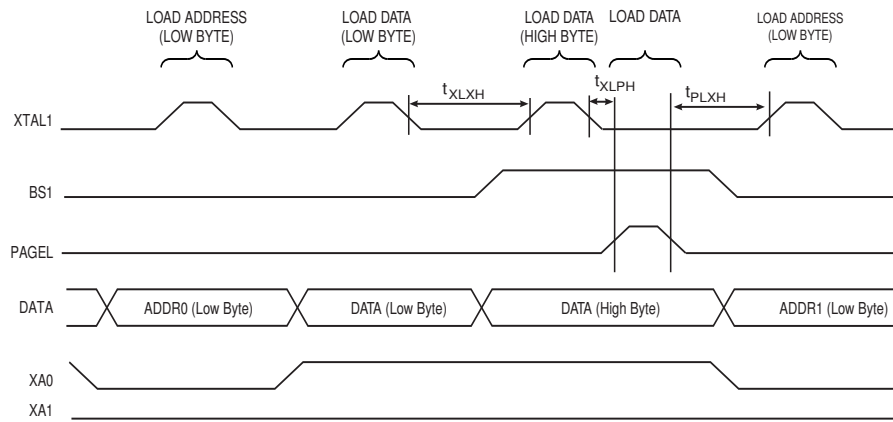 LOAD ADDRESS
(LOW BYTE)
LOAD DATA
(LOW BYTE)
LOAD DATA
(HIGH BYTE)
LOAD DATA
LOAD ADDRESS
(LOW BYTE)
tXLXH
tXLPH
tPLXH
XTAL1
BS1
PAGEL
DATA
ADDR0 (Low Byte)
DATA (Low Byte)
DATA (High Byte)
ADDR1 (Low Byte)
XA0
XA1